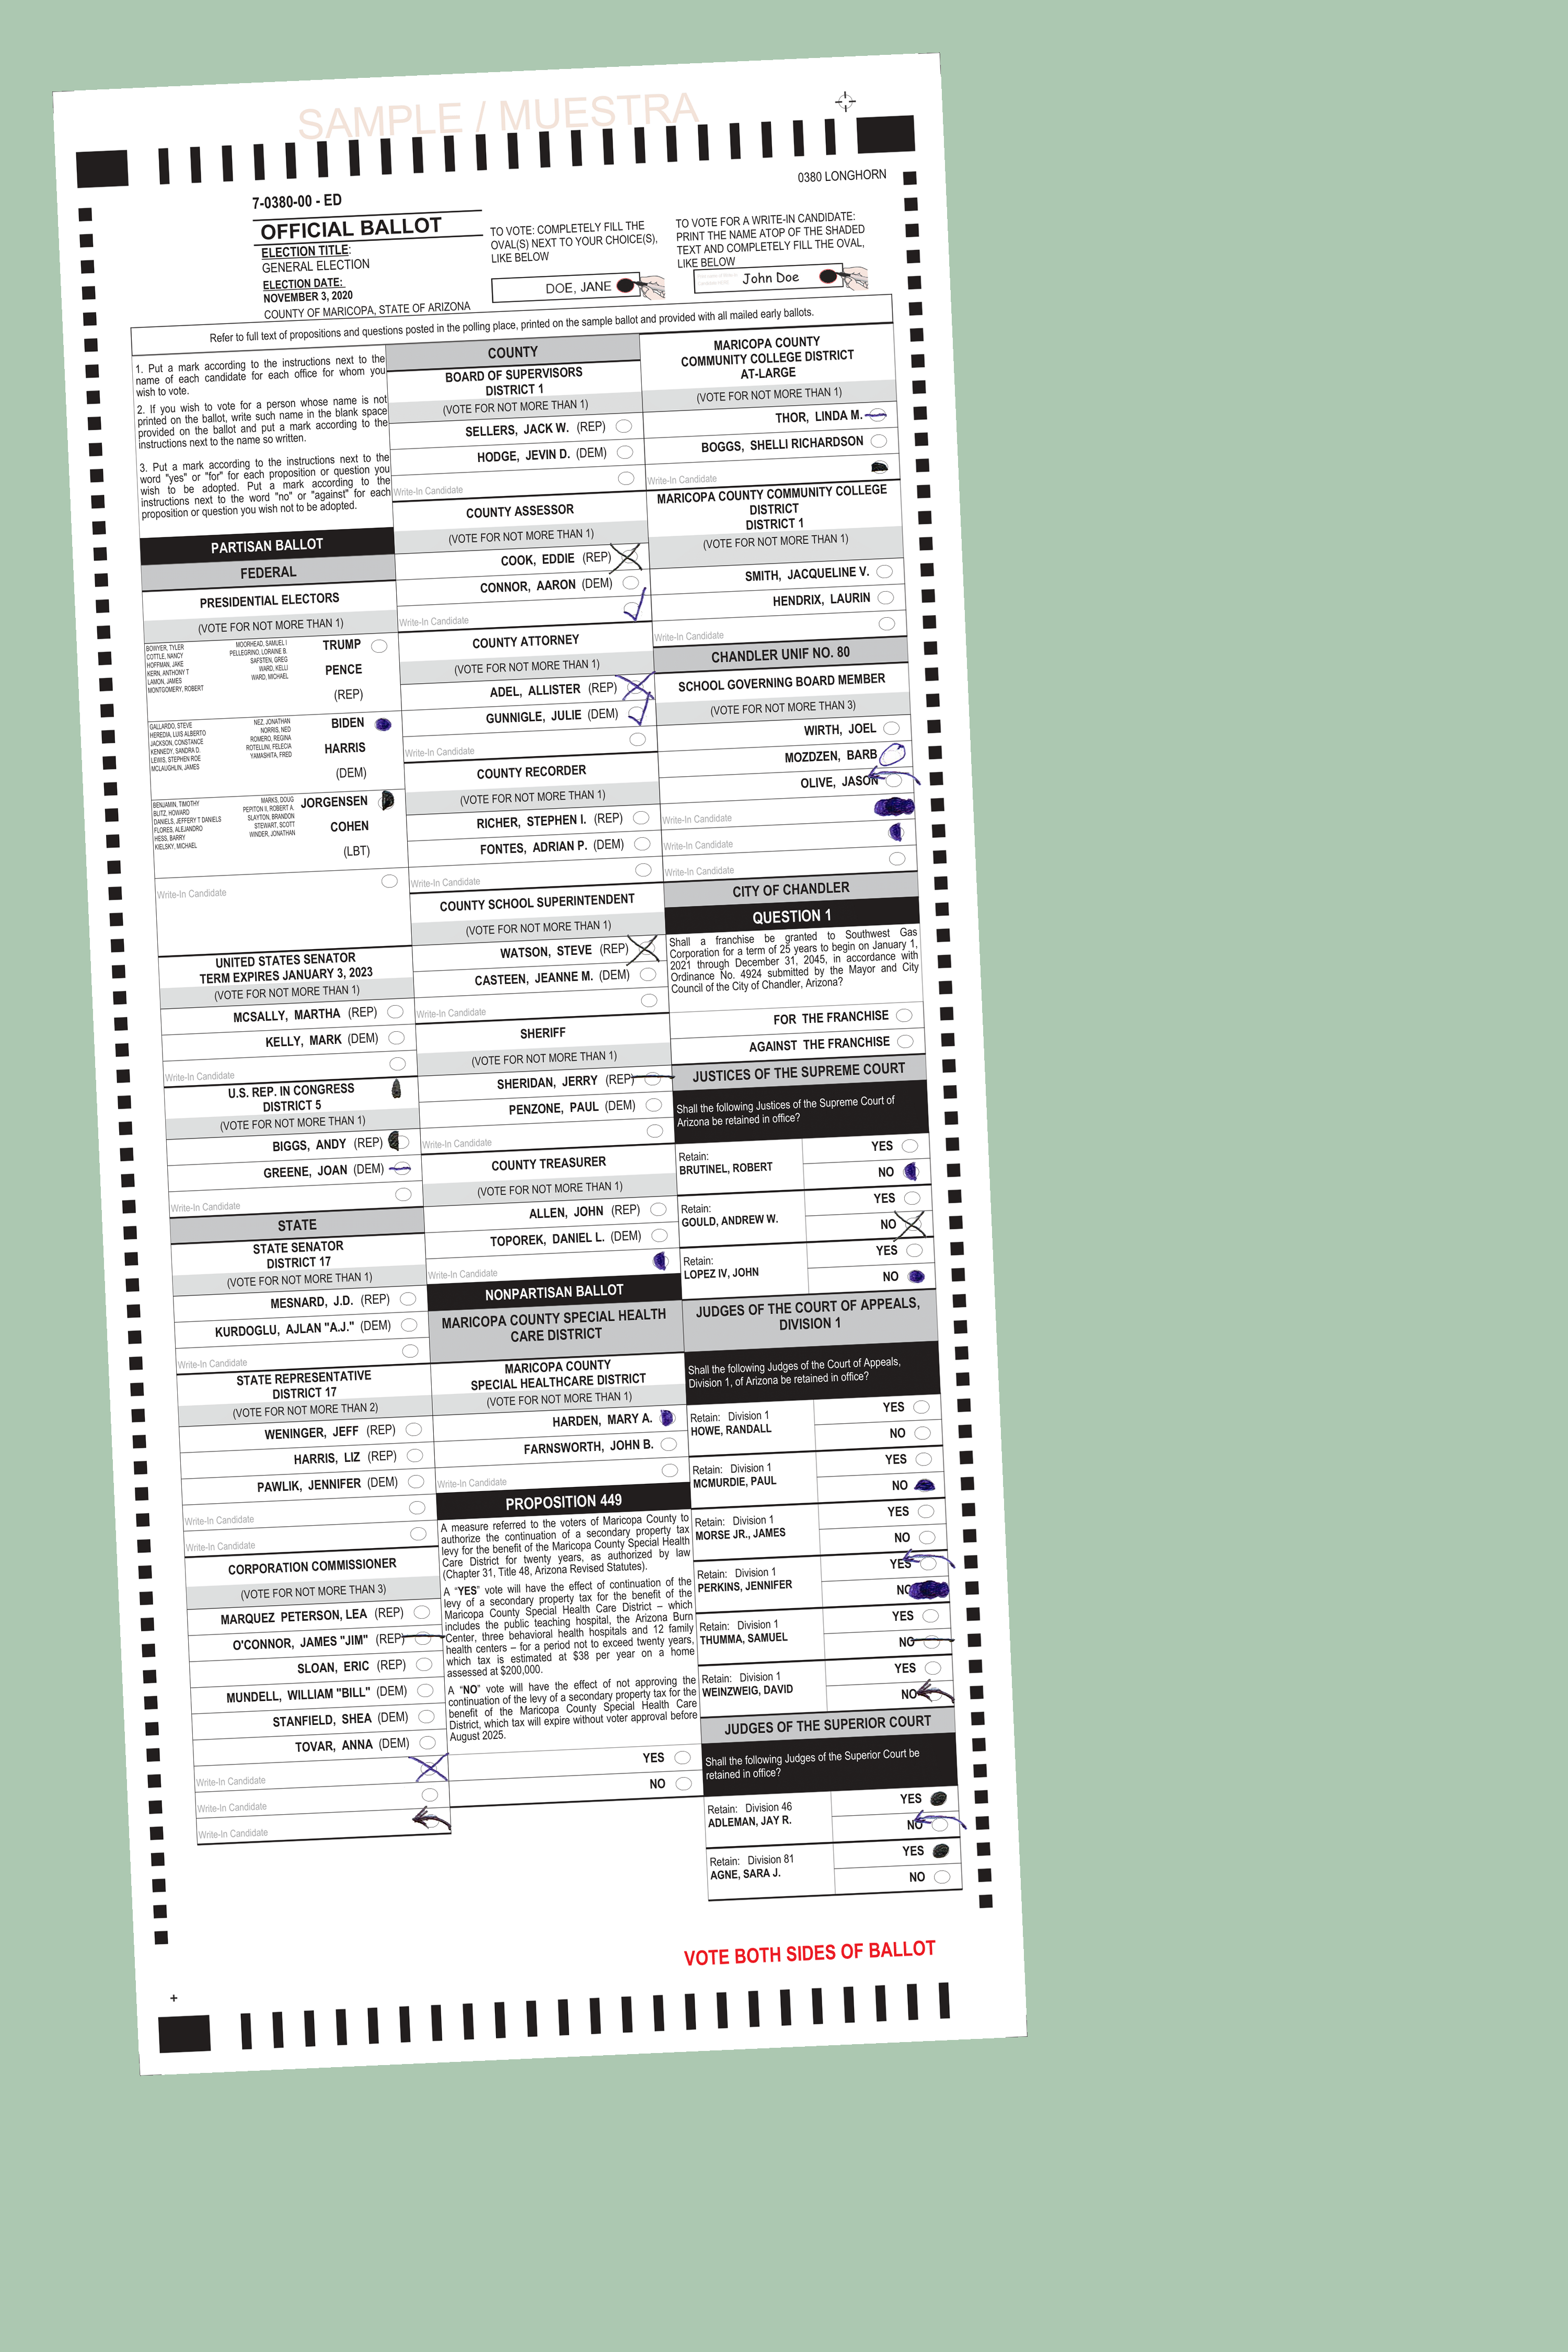 SAMPLE / MUESTRA
0380 LONGHORN
7-0380-00 - ED
OFFICIAL BALLOT
ELECTION TITLE:
GENERAL ELECTION
ELECTION DATE:
NOVEMBER 3, 2020
COUNTY OF MARICOPA, STATE OF ARIZONA
TO VOTE: COMPLETELY FILL THE
OVAL(S) NEXT TO YOUR CHOICE(S),
LIKE BELOW
DOE, JANE
TO VOTE FOR A WRITE-IN CANDIDATE:
PRINT THE NAME ATOP OF THE SHADED
TEXT AND COMPLETELY FILL THE OVAL,
LIKE BELOW
John Doe
Refer to full text of propositions and questions posted in the polling place, printed on the sample ballot and provided with all mailed early ballots.
1. Put a mark according to the instructions next to the
name of each candidate for each office for whom you
wish to vote.
2. If you wish to vote for a person whose name is not
printed on the ballot, write such name in the blank space
provided on the ballot and put a mark according to the
instructions next to the name so written.
3. Put a mark according to the instructions next to the
word "yes" or "for" for each proposition or question you
wish to be adopted. Put a mark according to the
instructions next to the word "no" or "against" for each
proposition or question you wish not to be adopted.
PARTISAN BALLOT
FEDERAL
PRESIDENTIAL ELECTORS
(VOTE FOR NOT MORE THAN 1)
BOWYER, TYLER
COTTLE, NANCY
HOFFMAN, JAKE
KERN, ANTHONY T
LAMON, JAMES
MONTGOMERY, ROBERT
MOORHEAD, SAMUEL I
PELLEGRINO, LORAINE B.
SAFSTEN, GREG
WARD, KELLI
WARD, MICHAEL
TRUMP
PENCE
(REP)
GALLARDO, STEVE
HEREDIA, LUIS ALBERTO
JACKSON, CONSTANCE
KENNEDY, SANDRA D.
LEWIS, STEPHEN ROE
MCLAUGHLIN, JAMES
NEZ, JONATHAN
NORRIS, NED
ROMERO, REGINA
ROTELLINI, FELECIA
YAMASHITA, FRED
BIDEN
HARRIS
(DEM)
BENJAMIN, TIMOTHY
BLITZ, HOWARD
DANIELS, JEFFERY T DANIELS
FLORES, ALEJANDRO
HESS, BARRY
KIELSKY, MICHAEL
MARKS, DOUG
PEPITON II, ROBERT A.
SLAYTON, BRANDON
STEWART, SCOTT
WINDER, JONATHAN
JORGENSEN
COHEN
(LBT)
Write-In Candidate
UNITED STATES SENATOR
TERM EXPIRES JANUARY 3, 2023
(VOTE FOR NOT MORE THAN 1)
MCSALLY, MARTHA (REP)
KELLY, MARK (DEM)
Write-In Candidate
U.S. REP. IN CONGRESS
DISTRICT 5
(VOTE FOR NOT MORE THAN 1)
BIGGS, ANDY (REP)
GREENE, JOAN (DEM)
Write-In Candidate
STATE
STATE SENATOR
DISTRICT 17
(VOTE FOR NOT MORE THAN 1)
MESNARD, J.D. (REP)
KURDOGLU, AJLAN "A.J." (DEM)
Write-In Candidate
STATE REPRESENTATIVE
DISTRICT 17
(VOTE FOR NOT MORE THAN 2)
WENINGER, JEFF (REP)
HARRIS, LIZ (REP)
PAWLIK, JENNIFER (DEM)
Write-In Candidate
Write-In Candidate
CORPORATION COMMISSIONER
(VOTE FOR NOT MORE THAN 3)
MARQUEZ PETERSON, LEA (REP)
O'CONNOR, JAMES "JIM" (REP)
SLOAN, ERIC (REP)
MUNDELL, WILLIAM "BILL" (DEM)
STANFIELD, SHEA (DEM)
TOVAR, ANNA (DEM)
Write-In Candidate
Write-In Candidate
Write-In Candidate
COUNTY
BOARD OF SUPERVISORS
DISTRICT 1
(VOTE FOR NOT MORE THAN 1)
SELLERS, JACK W. (REP)
HODGE, JEVIN D. (DEM)
Write-In Candidate
COUNTY ASSESSOR
(VOTE FOR NOT MORE THAN 1)
COOK, EDDIE (REP)
CONNOR, AARON (DEM)
Write-In Candidate
COUNTY ATTORNEY
(VOTE FOR NOT MORE THAN 1)
ADEL, ALLISTER (REP)
GUNNIGLE, JULIE (DEM)
Write-In Candidate
COUNTY RECORDER
(VOTE FOR NOT MORE THAN 1)
RICHER, STEPHEN I. (REP)
FONTES, ADRIAN P. (DEM)
Write-In Candidate
COUNTY SCHOOL SUPERINTENDENT
(VOTE FOR NOT MORE THAN 1)
WATSON, STEVE (REP)
CASTEEN, JEANNE M. (DEM)
Write-In Candidate
SHERIFF
(VOTE FOR NOT MORE THAN 1)
SHERIDAN, JERRY (REP)
PENZONE, PAUL (DEM)
Write-In Candidate
COUNTY TREASURER
(VOTE FOR NOT MORE THAN 1)
ALLEN, JOHN (REP)
TOPOREK, DANIEL L. (DEM)
Write-In Candidate
NONPARTISAN BALLOT
MARICOPA COUNTY SPECIAL HEALTH
CARE DISTRICT
MARICOPA COUNTY
SPECIAL HEALTHCARE DISTRICT
(VOTE FOR NOT MORE THAN 1)
HARDEN, MARY A.
FARNSWORTH, JOHN B.
Write-In Candidate
PROPOSITION 449
A measure referred to the voters of Maricopa County to
authorize the continuation of a secondary property tax
levy for the benefit of the Maricopa County Special Health
Care District for twenty years, as authorized by law
(Chapter 31, Title 48, Arizona Revised Statutes).
A “YES” vote will have the effect of continuation of the
levy of a secondary property tax for the benefit of the
Maricopa County Special Health Care District – which
includes the public teaching hospital, the Arizona Burn
Center, three behavioral health hospitals and 12 family
health centers – for a period not to exceed twenty years,
which tax is estimated at $38 per year on a home
assessed at $200,000.
A “NO” vote will have the effect of not approving the
continuation of the levy of a secondary property tax for the
benefit of the Maricopa County Special Health Care
District, which tax will expire without voter approval before
August 2025.
YES
NO
MARICOPA COUNTY
COMMUNITY COLLEGE DISTRICT
AT-LARGE
(VOTE FOR NOT MORE THAN 1)
THOR, LINDA M.
BOGGS, SHELLI RICHARDSON
Write-In Candidate
MARICOPA COUNTY COMMUNITY COLLEGE
DISTRICT
DISTRICT 1
(VOTE FOR NOT MORE THAN 1)
SMITH, JACQUELINE V.
HENDRIX, LAURIN
Write-In Candidate
CHANDLER UNIF NO. 80
SCHOOL GOVERNING BOARD MEMBER
(VOTE FOR NOT MORE THAN 3)
WIRTH, JOEL
MOZDZEN, BARB
OLIVE, JASON
Write-In Candidate
Write-In Candidate
Write-In Candidate
CITY OF CHANDLER
QUESTION 1
Shall a franchise be granted to Southwest Gas
Corporation for a term of 25 years to begin on January 1,
2021 through December 31, 2045, in accordance with
Ordinance No. 4924 submitted by the Mayor and City
Council of the City of Chandler, Arizona?
FOR THE FRANCHISE
AGAINST THE FRANCHISE
JUSTICES OF THE SUPREME COURT
Shall the following Justices of the Supreme Court of
Arizona be retained in office?
Retain:
BRUTINEL, ROBERT
YES
NO
Retain:
GOULD, ANDREW W.
YES
NO
Retain:
LOPEZ IV, JOHN
YES
NO
JUDGES OF THE COURT OF APPEALS,
DIVISION 1
Shall the following Judges of the Court of Appeals,
Division 1, of Arizona be retained in office?
Retain: Division 1
HOWE, RANDALL
YES
NO
Retain: Division 1
MCMURDIE, PAUL
YES
NO
Retain: Division 1
MORSE JR., JAMES
YES
NO
Retain: Division 1
PERKINS, JENNIFER
YES
NO
Retain: Division 1
THUMMA, SAMUEL
YES
NO
Retain: Division 1
WEINZWEIG, DAVID
YES
NO
JUDGES OF THE SUPERIOR COURT
Shall the following Judges of the Superior Court be
retained in office?
Retain: Division 46
ADLEMAN, JAY R.
YES
NO
Retain: Division 81
AGNE, SARA J.
YES
NO
VOTE BOTH SIDES OF BALLOT